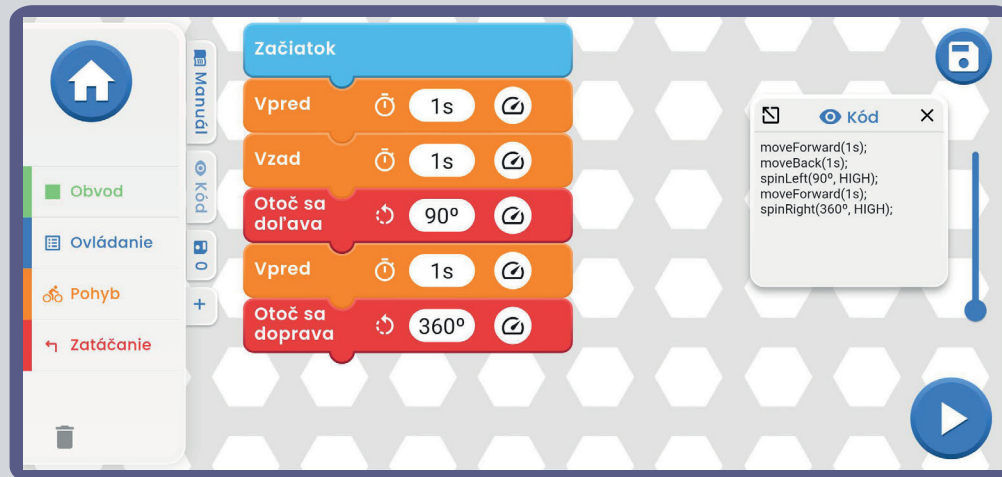 Obvod
Ovládanie
Pohyb
Zatáčanie
Manuál
Kód
0
+
Začiatok
Vpred 1s
Vzad 1s
Otoč sa
doľava 90º
Vpred 1s
Otoč sa
doprava 360º
Kód
moveForward(1s);
moveBack(1s);
spinLeft(90º, HIGH);
moveForward(1s);
spinRight(360º, HIGH);